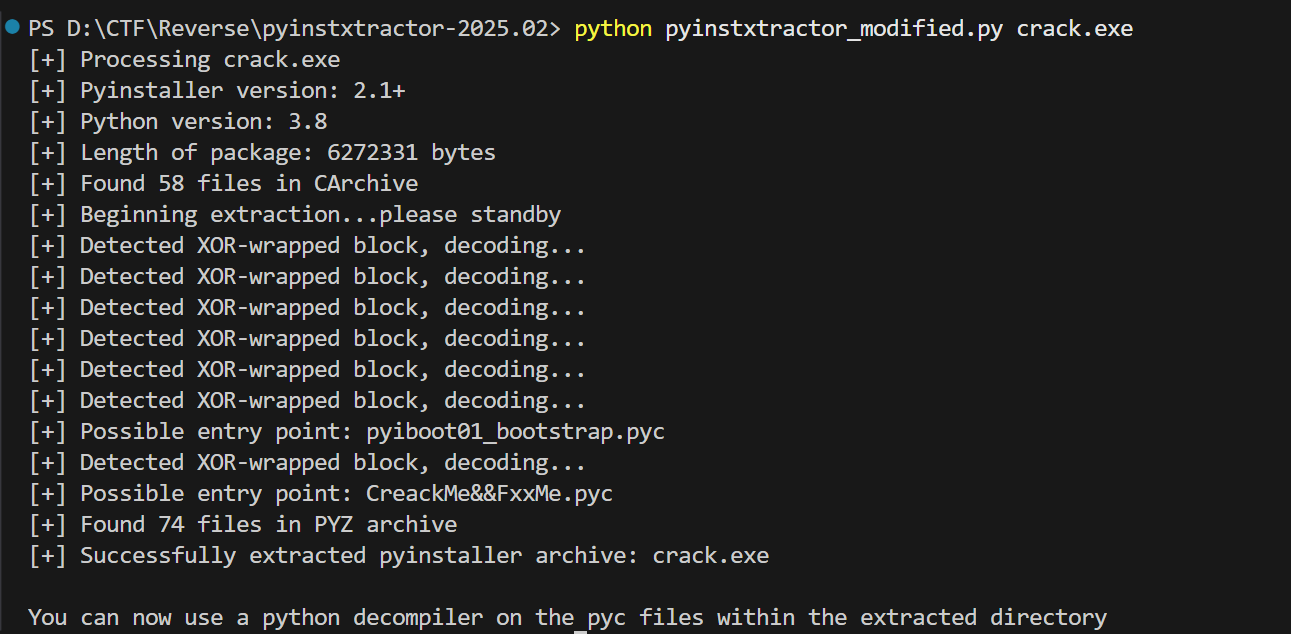 PS D:\CTF\Reverse\pyinstxtractor-2025.02> python pyinstxtractor_modified.py crack.exe
[+] Processing crack.exe
[+] Pyinstaller version: 2.1+
[+] Python version: 3.8
[+] Length of package: 6272331 bytes
[+] Found 58 files in CArchive
[+] Beginning extraction...please standby
[+] Detected XOR-wrapped block, decoding...
[+] Detected XOR-wrapped block, decoding...
[+] Detected XOR-wrapped block, decoding...
[+] Detected XOR-wrapped block, decoding...
[+] Detected XOR-wrapped block, decoding...
[+] Detected XOR-wrapped block, decoding...
[+] Possible entry point: pyiboot01_bootstrap.pyc
[+] Detected XOR-wrapped block, decoding...
[+] Possible entry point: CreackMe&&FxxMe.pyc
[+] Found 74 files in PYZ archive
[+] Successfully extracted pyinstaller archive: crack.exe
You can now use a python decompiler on the pyc files within the extracted directory